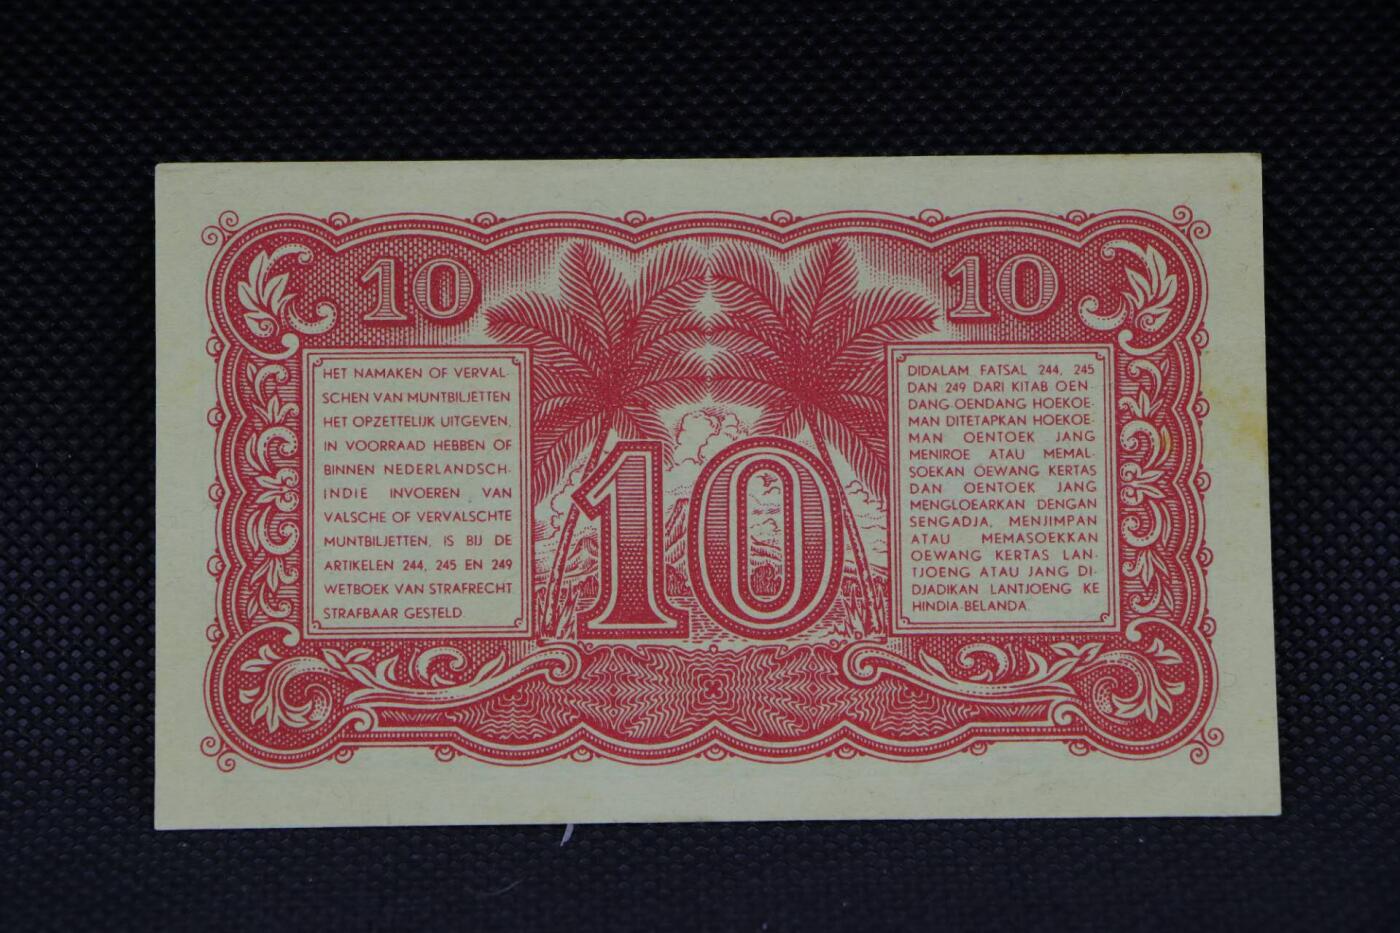 10
10
HET NAMAKEN OF VERVAL-
SCHEN VAN MUNTBILJETTEN
HET OPZETTELIJK UITGEVEN,
IN VOORRAAD HEBBEN OF
BINNEN NEDERLANDSCH-
INDIE INVOEREN VAN
VALSCHE OF VERVALSCHTE
MUNTBILJETTEN, IS BIJ DE
ARTIKELEN 244, 245 EN 249
WETBOEK VAN STRAFRECHT
STRAFBAAR GESTELD.
10
DIDALAM FATSAL 244, 245
DAN 249 DARI KITAB OEN-
DANG-OENDANG HOEKOE-
MAN DITETAPKAN HOEKOE-
MAN OENTOEK JANG
MENIROE ATAU MEMAL-
SOEKAN OEWANG KERTAS
DAN OENTOEK JANG
MENGLOEARKAN DENGAN
SENGADJA, MENJIMPAN
ATAU MEMASOEKKAN
OEWANG KERTAS LAN-
TJOENG ATAU JANG DI-
DJADIKAN LANTJOENG KE
HINDIA-BELANDA.